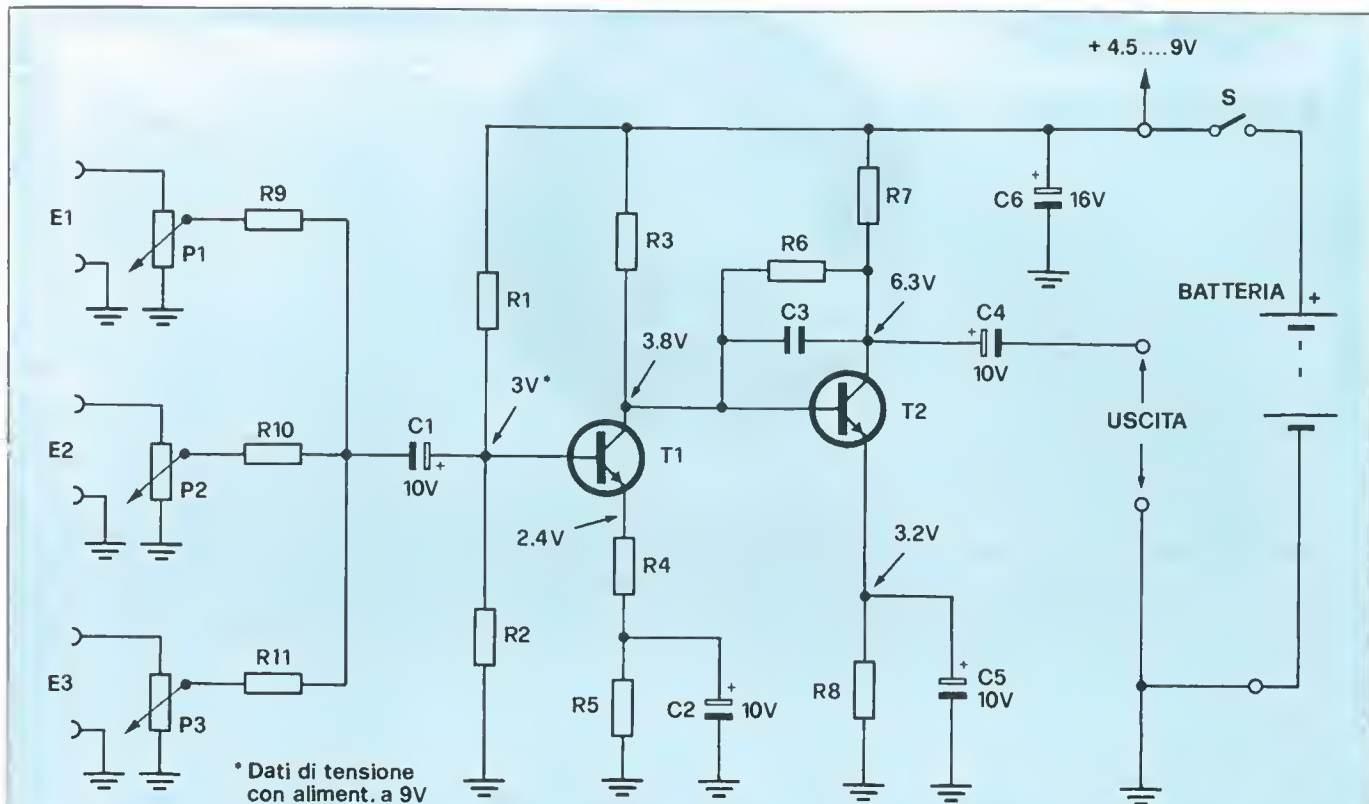 + 4.5....9V
S
E1
P1
R9
R1
R3
R6
C3
R7
6.3V
C6
+
16V
BATTERIA
+
3.8V
3V*
C4
+
10V
USCITA
E2
P2
R10
C1
+
10V
T1
T2
2.4V
3.2V
R4
E3
P3
R11
R2
R5
C2
+
10V
R8
C5
+
10V
* Dati di tensione
con aliment. a 9V